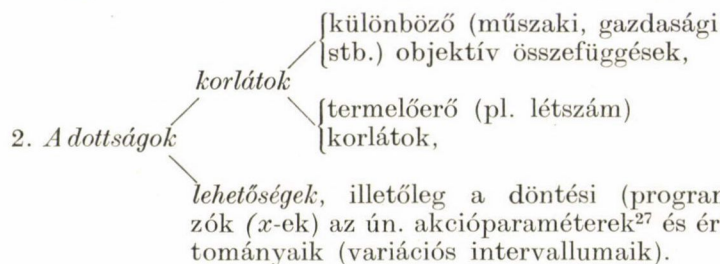 különböző (műszaki, gazdasági
stb.) objektív összefüggések,
korlátok
termelőerő (pl. létszám)
korlátok,
2. Adottságok
lehetőségek, illetőleg a döntési (progra
zók (x-ek) az ún. akcióparaméterek²⁷ és ér
tományaik (variációs intervallumaik).